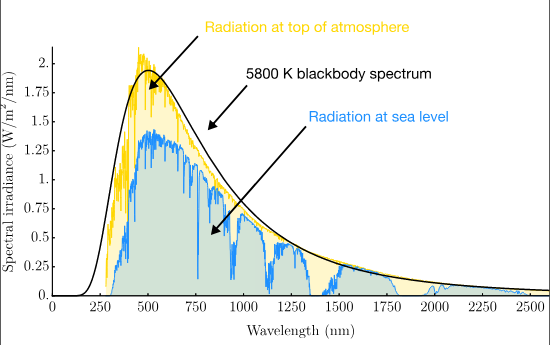 Radiation at top of atmosphere
5800 K blackbody spectrum
Radiation at sea level
Spectral irradiance (W/m²/nm)
2.
1.75
1.5
1.25
1.
0.75
0.5
0.25
0.
0 250 500 750 1000 1250 1500 1750 2000 2250 2500
Wavelength (nm)